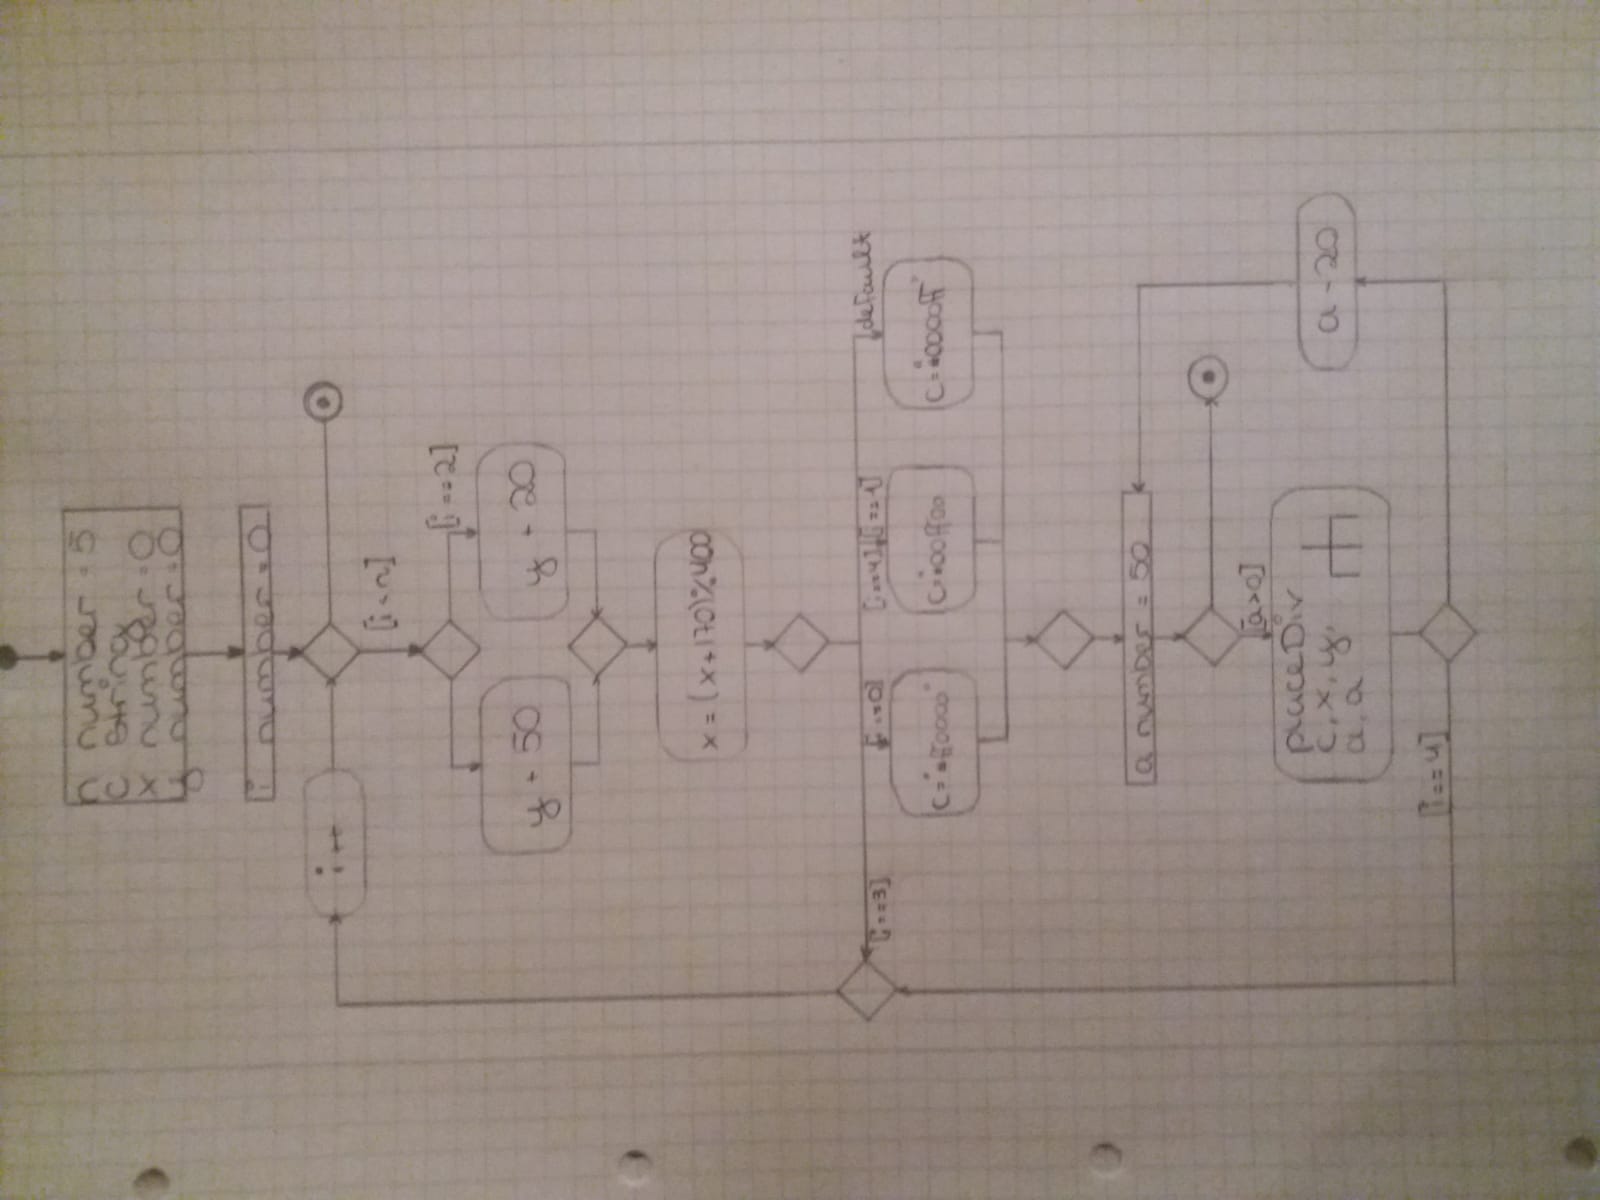 n number = 5
c string
x number = 0
y number = 0
i number = 0
i++
[i < n]
[i == 2]
y + 50
y + 20
x = (x+170)%400
[i==3]
[i==0]
[i==4]
[i==1]
default
c="#ff0000"
c=#00ff00
c="#0000ff"
a number = 50
[a>0]
placeDiv
c, x, y,
a, a
a - 20
[i==4]